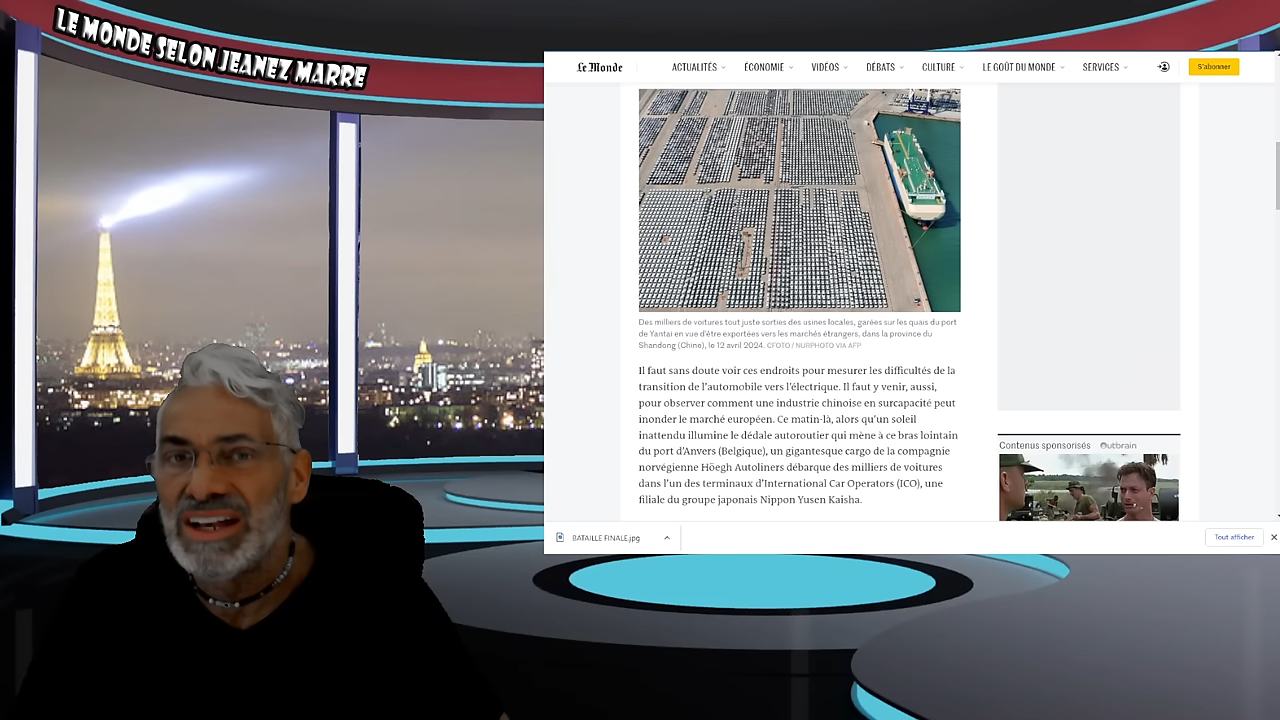 LE MONDE SELON JEANEZ MARRE
Le Monde
ACTUALITÉS
ÉCONOMIE
VIDÉOS
DÉBATS
CULTURE
LE GOÛT DU MONDE
SERVICES
S'abonner
Des milliers de voitures tout juste sorties des usines locales, garées sur les quais du port
de Yantai en vue d'être exportées vers les marchés étrangers, dans la province du
Shandong (Chine), le 12 avril 2024. CFOTO / NURPHOTO VIA AFP
Il faut sans doute voir ces endroits pour mesurer les difficultés de la
transition de l'automobile vers l'électrique. Il faut y venir, aussi,
pour observer comment une industrie chinoise en surcapacité peut
inonder le marché européen. Ce matin-là, alors qu'un soleil
inattendu illumine le dédale autoroutier qui mène à ce bras lointain
du port d'Anvers (Belgique), un gigantesque cargo de la compagnie
norvégienne Höegh Autoliners débarque des milliers de voitures
dans l'un des terminaux d'International Car Operators (ICO), une
filiale du groupe japonais Nippon Yusen Kaisha.
Contenus sponsorisés
Outbrain
BATAILLE FINALE.jpg
Tout afficher